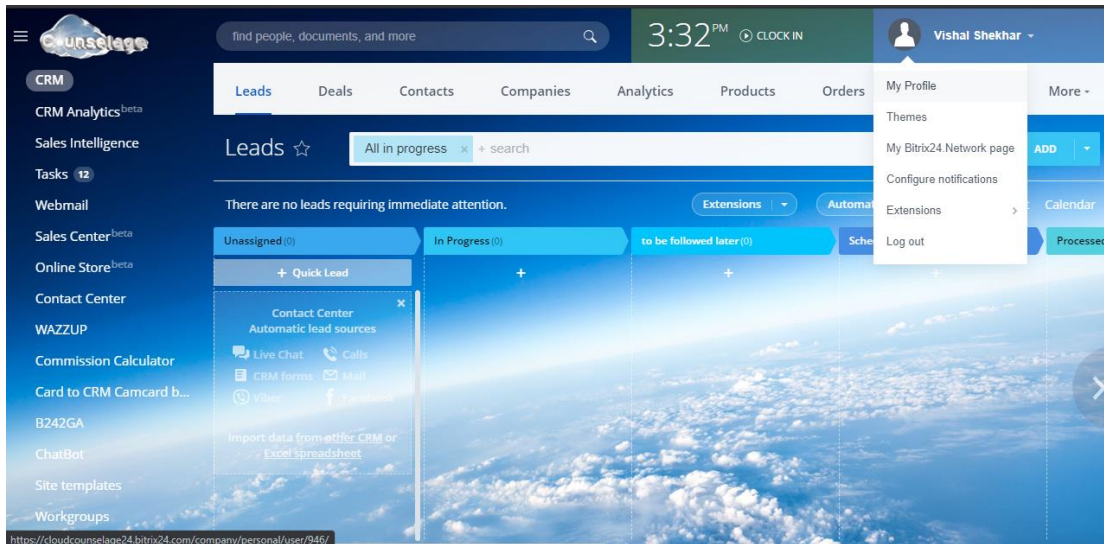 Counselage
find people, documents, and more
3:32 PM CLOCK IN
Vishal Shekhar
CRM
CRM Analytics beta
Sales Intelligence
Tasks 12
Webmail
Sales Center beta
Online Store beta
Contact Center
WAZZUP
Commission Calculator
Card to CRM Camcard b...
B242GA
ChatBot
Site templates
Workgroups
Leads Deals Contacts Companies Analytics Products Orders More
My Profile
Themes
My Bitrix24.Network page
Configure notifications
Extensions
Log out
Leads All in progress x + search ADD
There are no leads requiring immediate attention. Extensions Calendar
Unassigned (0) In Progress (0) to be followed later (0) Processed
+ Quick Lead + + +
Contact Center x
Automatic lead sources
Live Chat Calls
CRM forms Mail
Viber Facebook
Import data from other CRM or
Excel spreadsheet
https://cloudcounselage24.bitrix24.com/company/personal/user/946/